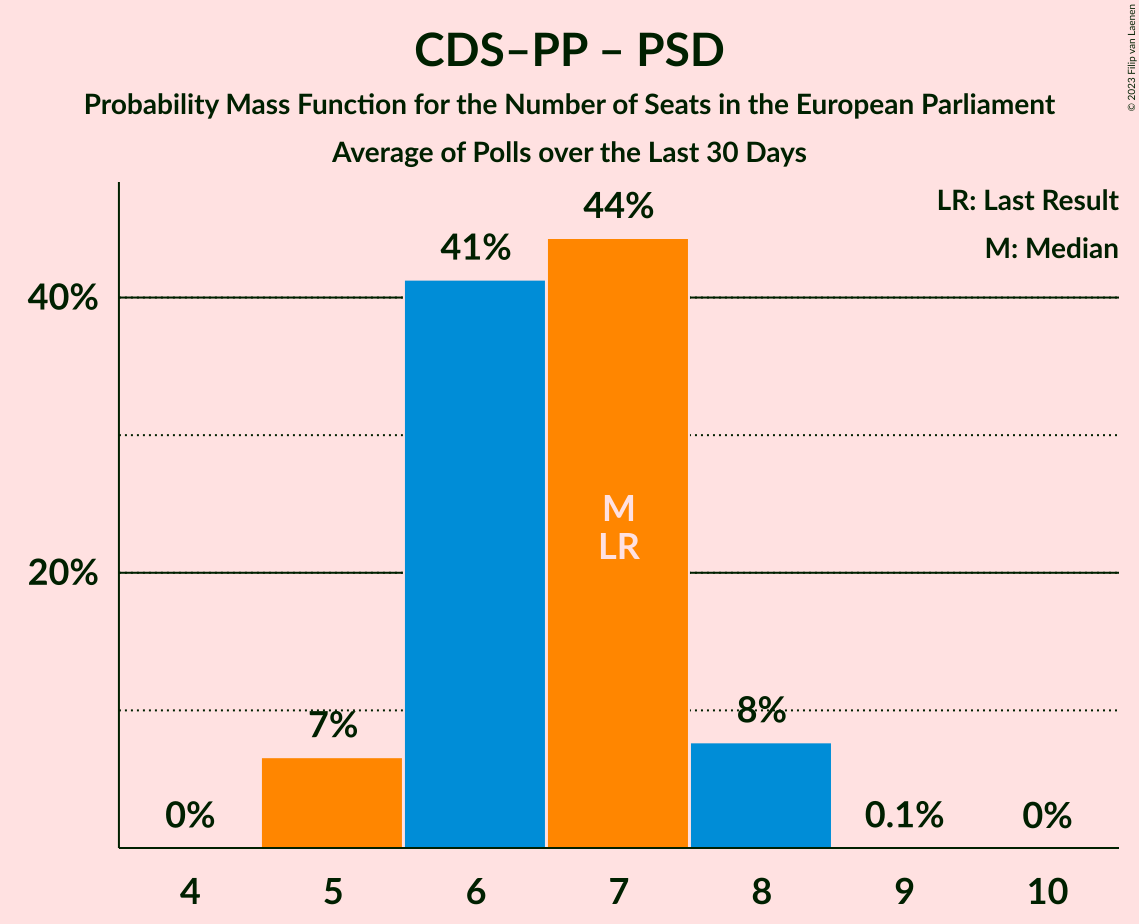 CDS–PP – PSD
Probability Mass Function for the Number of Seats in the European Parliament
Average of Polls over the Last 30 Days
© 2023 Filip van Laenen
LR: Last Result
M: Median
44%
41%
40%
M
LR
20%
7%
8%
0%
0.1%
0%
4 5 6 7 8 9 10